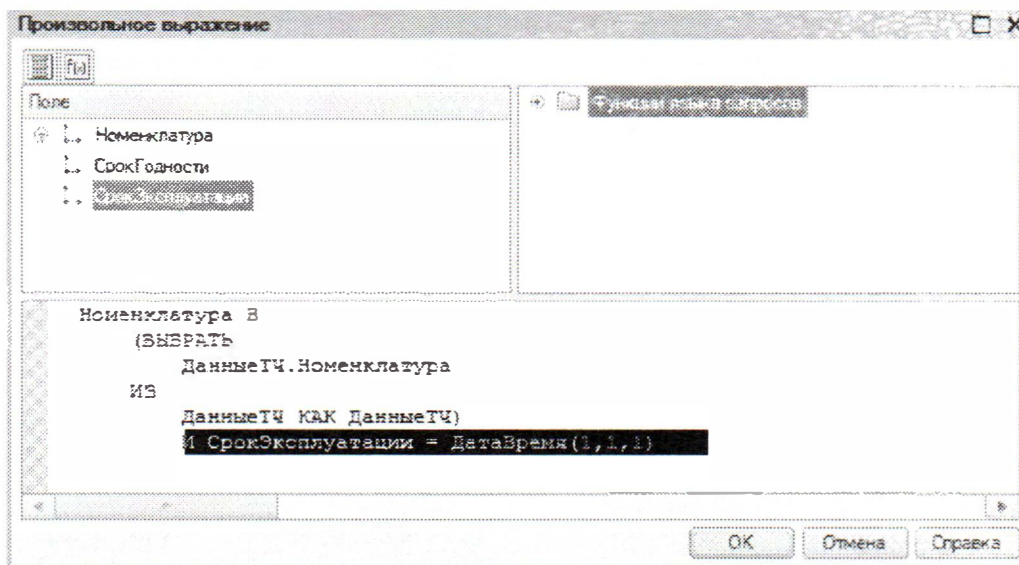 Произвольное выражение
f(x)
Поле
Функции языка запросов
Номенклатура
СрокГодности
СрокЭксплуатации
Номенклатура В
(ВЫБРАТЬ
ДанныеТЧ.Номенклатура
ИЗ
ДанныеТЧ КАК ДанныеТЧ)
И СрокЭксплуатации = ДатаВремя(1,1,1)
ОК
Отмена
Справка